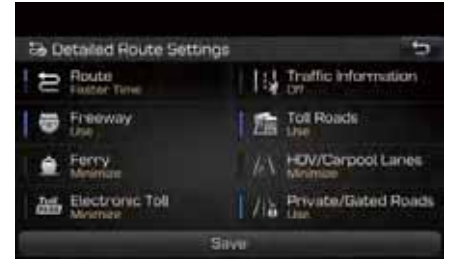 Detailed Route Settings
Route
Faster Time
Traffic Information
Off
Freeway
Use
Toll Roads
Use
Ferry
Minimize
HOV/Carpool Lanes
Minimize
Electronic Toll
Minimize
Private/Gated Roads
Use
Save